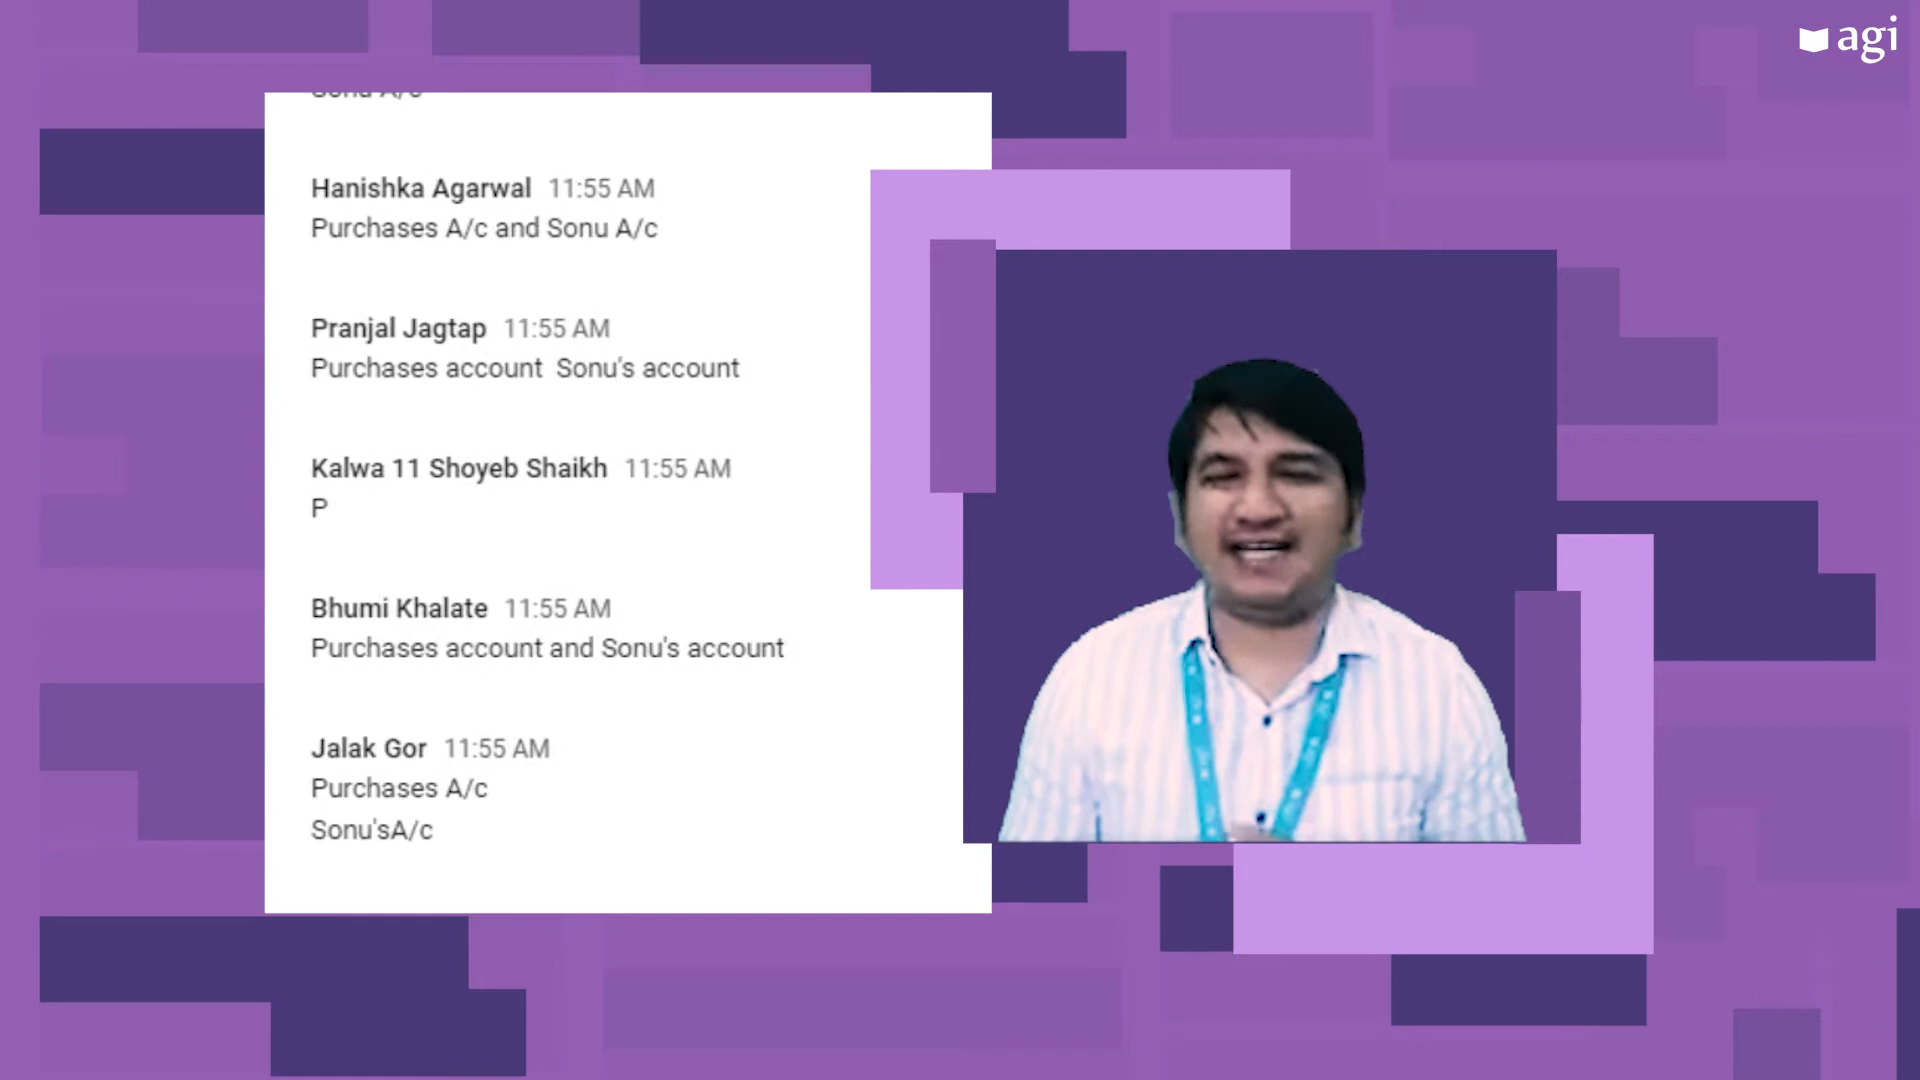 agi
Sonu A/c
Hanishka Agarwal 11:55 AM
Purchases A/c and Sonu A/c
Pranjal Jagtap 11:55 AM
Purchases account  Sonu's account
Kalwa 11 Shoyeb Shaikh 11:55 AM
P
Bhumi Khalate 11:55 AM
Purchases account and Sonu's account
Jalak Gor 11:55 AM
Purchases A/c
Sonu'sA/c